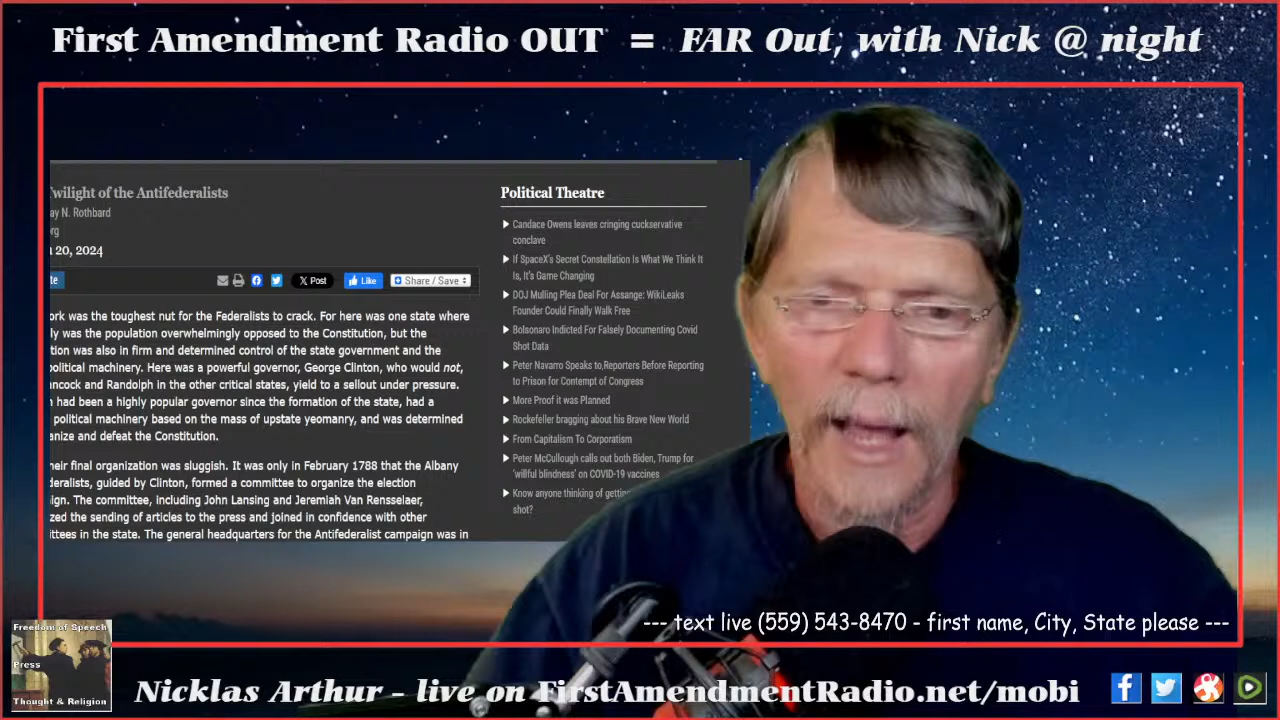 First Amendment Radio OUT = FAR Out, with Nick @ night
wilight of the Antifederalists
ay N. Rothbard
org
20, 2024
te
Post
Like
Share / Save
ork was the toughest nut for the Federalists to crack. For here was one state where
ly was the population overwhelmingly opposed to the Constitution, but the
tion was also in firm and determined control of the state government and the
political machinery. Here was a powerful governor, George Clinton, who would not,
ncock and Randolph in the other critical states, yield to a sellout under pressure.
had been a highly popular governor since the formation of the state, had a
political machinery based on the mass of upstate yeomanry, and was determined
anize and defeat the Constitution.
heir final organization was sluggish. It was only in February 1788 that the Albany
deralists, guided by Clinton, formed a committee to organize the election
ign. The committee, including John Lansing and Jeremiah Van Rensselaer,
zed the sending of articles to the press and joined in confidence with other
ittees in the state. The general headquarters for the Antifederalist campaign was in
Political Theatre
Candace Owens leaves cringing cuckservative
conclave
If SpaceX's Secret Constellation Is What We Think It
Is, It's Game Changing
DOJ Mulling Plea Deal For Assange: WikiLeaks
Founder Could Finally Walk Free
Bolsonaro Indicted For Falsely Documenting Covid
Shot Data
Peter Navarro Speaks to Reporters Before Reporting
to Prison for Contempt of Congress
More Proof it was Planned
Rockefeller bragging about his Brave New World
From Capitalism To Corporatism
Peter McCullough calls out both Biden, Trump for
'willful blindness' on COVID-19 vaccines
Know anyone thinking of getting
shot?
--- text live (559) 543-8470 - first name, City, State please ---
Freedom of Speech
Press
Thought & Religion
Nicklas Arthur - live on FirstAmendmentRadio.net/mobi